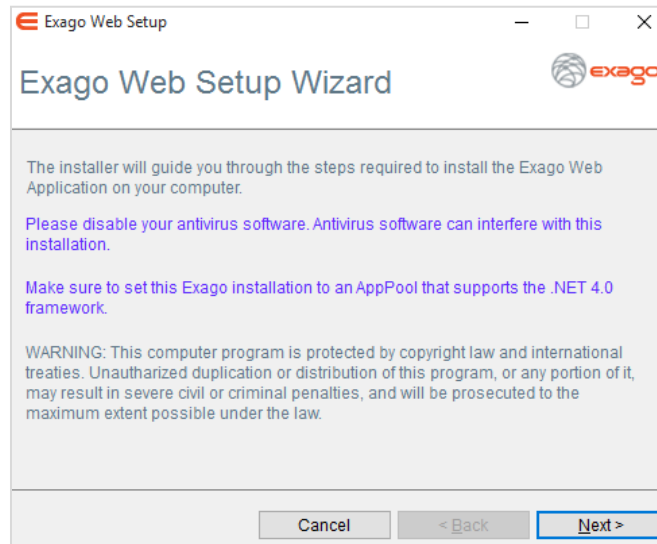 Exago Web Setup
Exago Web Setup Wizard
exago
The installer will guide you through the steps required to install the Exago Web
Application on your computer.
Please disable your antivirus software. Antivirus software can interfere with this
installation.
Make sure to set this Exago installation to an AppPool that supports the .NET 4.0
framework.
WARNING: This computer program is protected by copyright law and international
treaties. Unautharized duplication or distribution of this program, or any portion of it,
may result in severe civil or criminal penalties, and will be prosecuted to the
maximum extent possible under the law.
Cancel
< Back
Next >